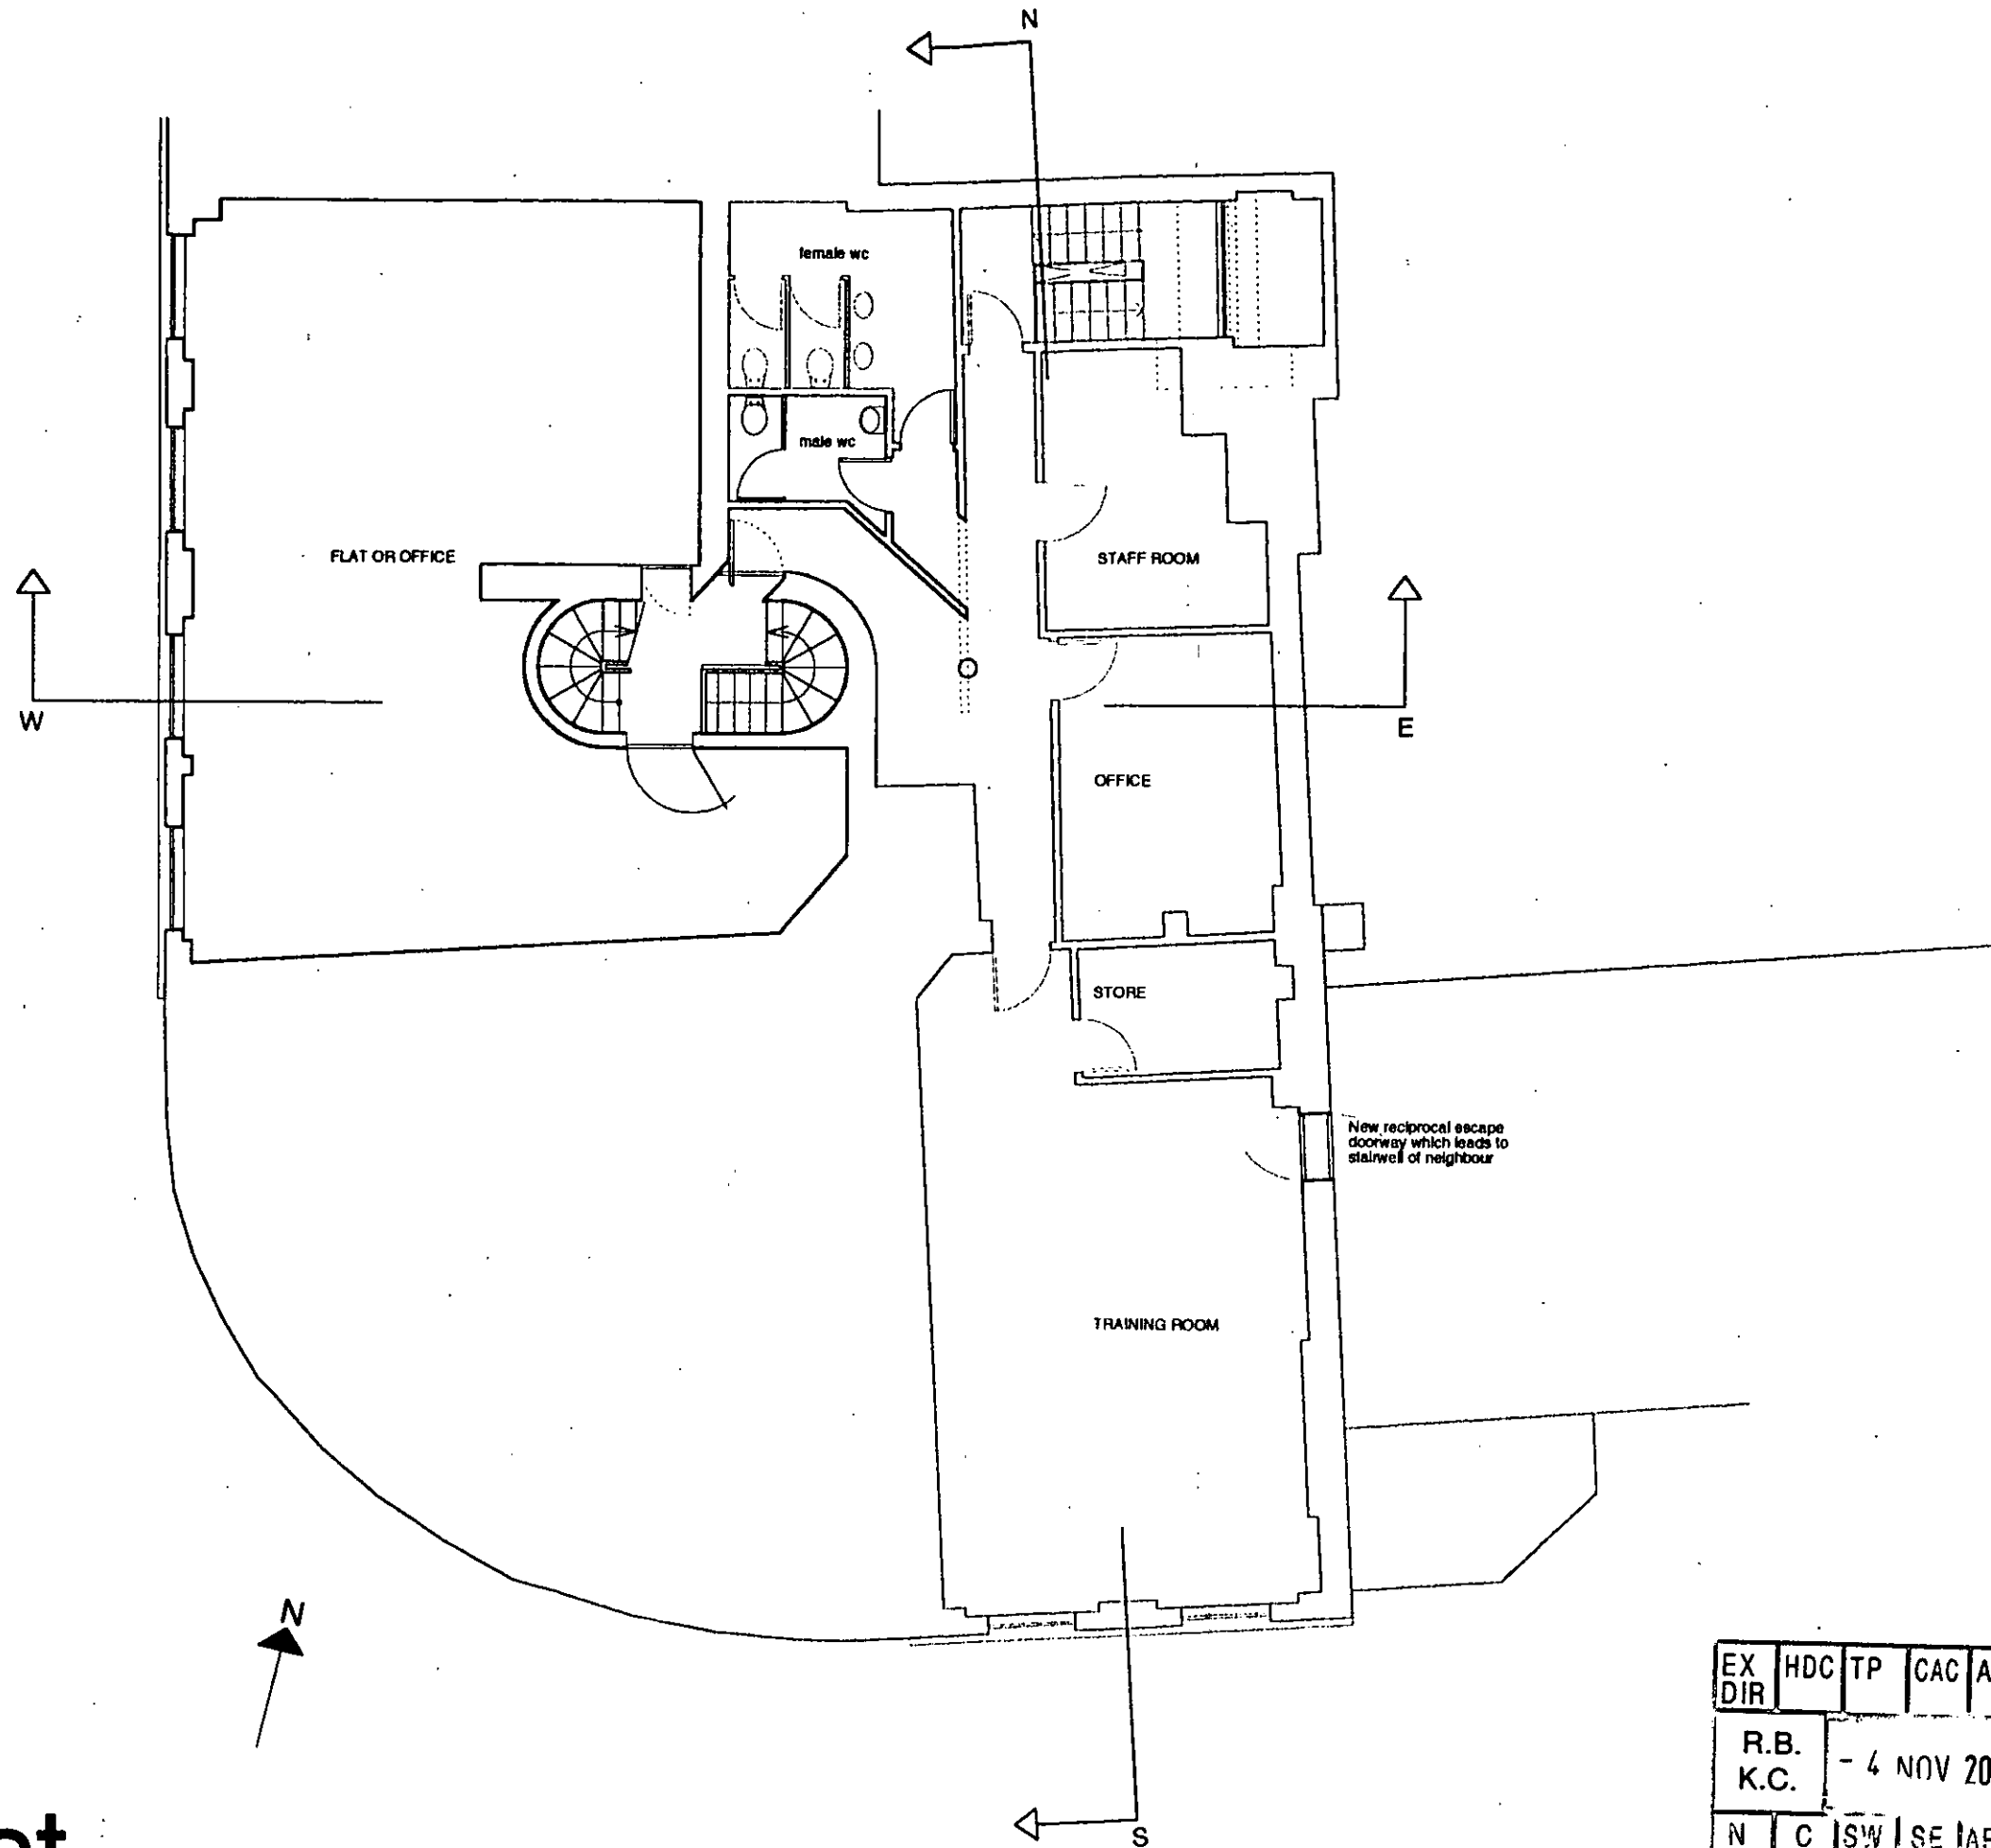 N
female wc
male wc
FLAT OR OFFICE
STAFF ROOM
W
E
OFFICE
STORE
New reciprocal escape
doorway which leads to
stairwell of neighbour
TRAINING ROOM
N
S
EX DIR HDC TP CAC A
R.B. K.C. - 4 NOV 20
N C SW SE